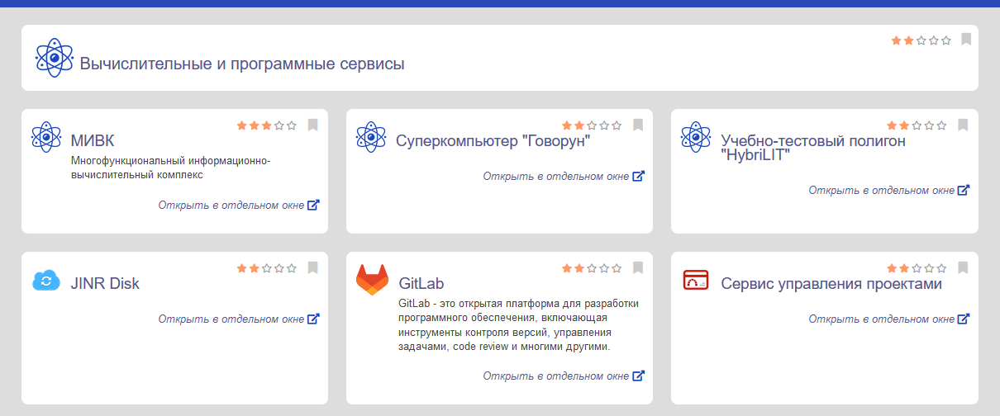 Вычислительные и программные сервисы
МИВК
Многофункциональный информационно-
вычислительный комплекс
Открыть в отдельном окне
Суперкомпьютер "Говорун"
Открыть в отдельном окне
Учебно-тестовый полигон
"HybriLIT"
Открыть в отдельном окне
JINR Disk
Открыть в отдельном окне
GitLab
GitLab - это открытая платформа для разработки
программного обеспечения, включающая
инструменты контроля версий, управления
задачами, code review и многими другими.
Открыть в отдельном окне
Сервис управления проектами
Открыть в отдельном окне